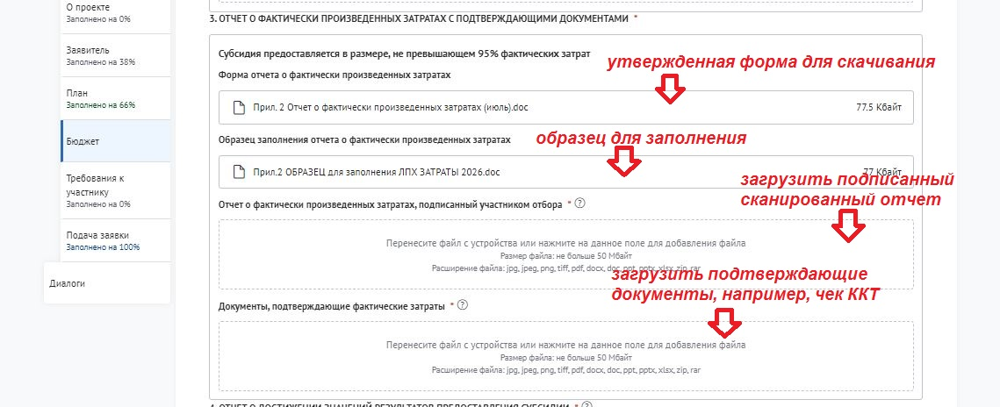 О проекте
Заполнено на 0%
Заявитель
Заполнено на 38%
План
Заполнено на 66%
Бюджет
Требования к
участнику
Заполнено на 0%
Подача заявки
Заполнено на 100%
Диалоги
3. ОТЧЕТ О ФАКТИЧЕСКИ ПРОИЗВЕДЕННЫХ ЗАТРАТАХ С ПОДТВЕРЖДАЮЩИМИ ДОКУМЕНТАМИ *
Субсидия предоставляется в размере, не превышающем 95% фактических затрат
утвержденная форма для скачивания
Форма отчета о фактически произведенных затратах
Прил. 2 Отчет о фактически произведенных затратах (июль).doc 77.5 Кбайт
Образец заполнения отчета о фактически произведенных затратах
образец для заполнения
Прил.2 ОБРАЗЕЦ для заполнения ЛПХ ЗАТРАТЫ 2026.doc 77 Кбайт
загрузить подписанный
сканированный отчет
Отчет о фактически произведенных затратах, подписанный участником отбора * ?
Перенесите файл с устройства или нажмите на данное поле для добавления файла
Размер файла: не больше 50 Мбайт
Расширение файла: jpg, jpeg, png, tiff, pdf, docx, doc, ppt, pptx, xlsx, zip, rar
загрузить подтверждающие
документы, например, чек ККТ
Документы, подтверждающие фактические затраты * ?
Перенесите файл с устройства или нажмите на данное поле для добавления файла
Размер файла: не больше 50 Мбайт
Расширение файла: jpg, jpeg, png, tiff, pdf, docx, doc, ppt, pptx, xlsx, zip, rar
4. ОТЧЕТ О ДОСТИЖЕНИИ ЗНАЧЕНИЙ РЕЗУЛЬТАТОВ ПРЕДОСТАВЛЕНИЯ СУБСИДИИ * ?